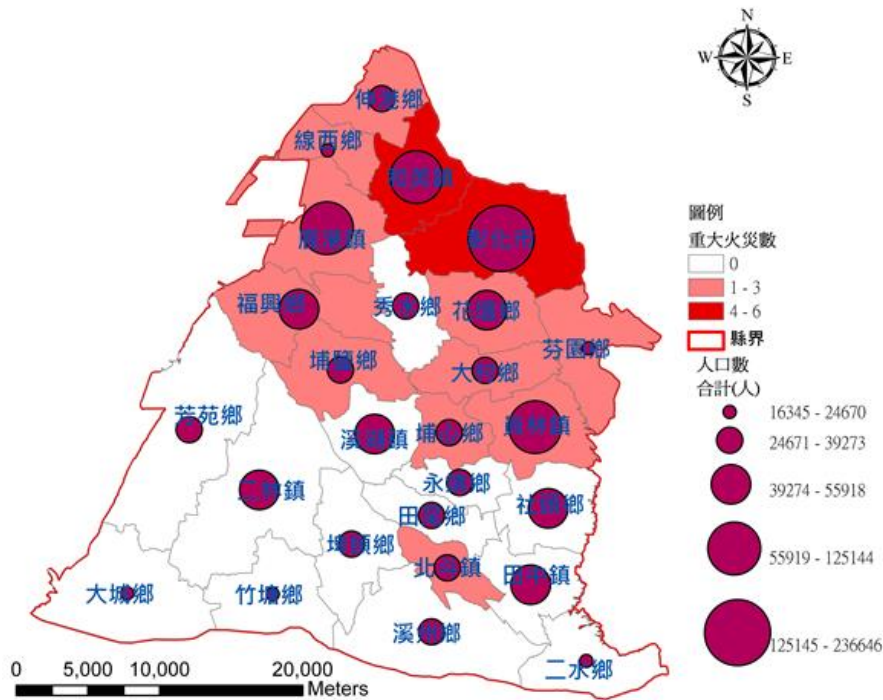 N
W E
S
伸港鄉
線西鄉
和美鎮
鹿港鎮
彰化市
福興鄉
秀水鄉
花壇鄉
芬園鄉
埔鹽鄉
大村鄉
芳苑鄉
溪湖鎮
埔心鄉
員林鎮
二林鎮
永靖鄉
社頭鄉
田尾鄉
埤頭鄉
北斗鎮
田中鎮
大城鄉
竹塘鄉
溪州鄉
二水鄉
圖例
重大火災數
0
1 - 3
4 - 6
縣界
人口數
合計(人)
16345 - 24670
24671 - 39273
39274 - 55918
55919 - 125144
125145 - 236646
0 5,000 10,000 20,000
Meters